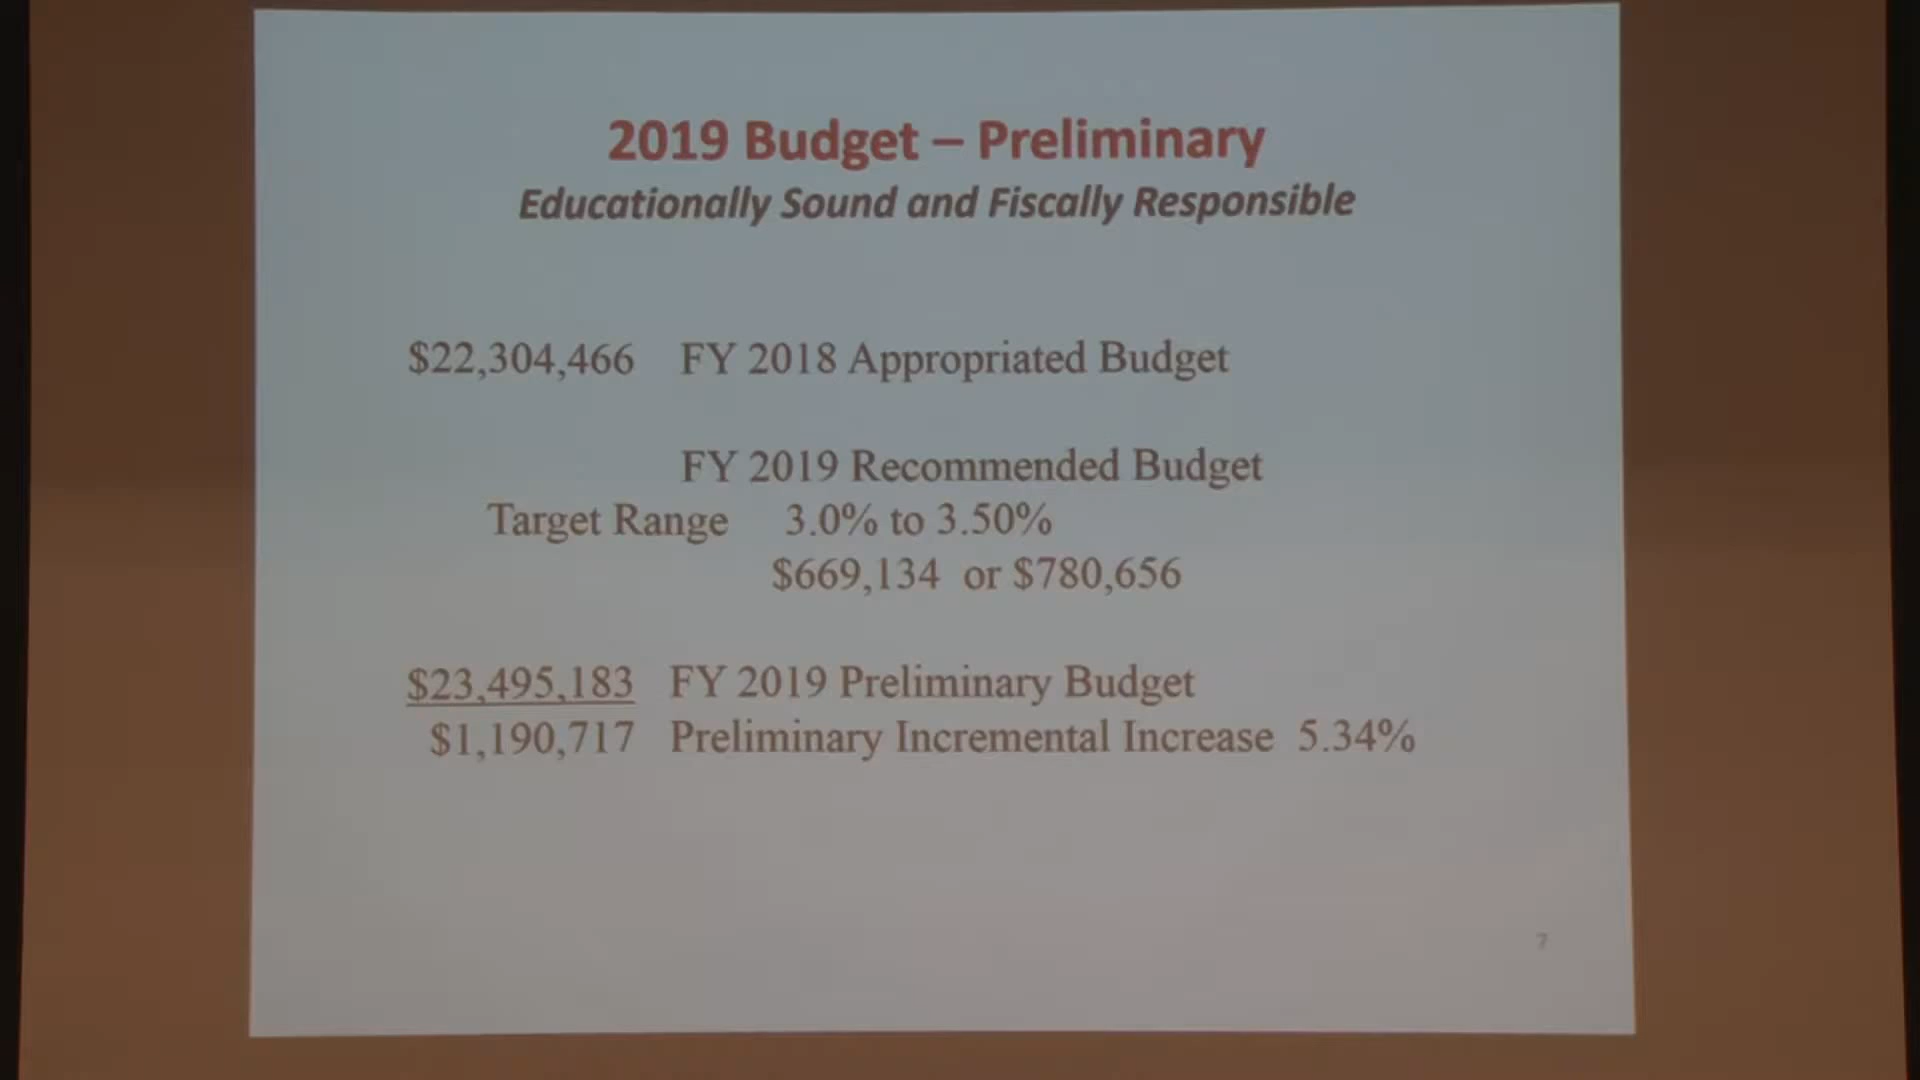 2019 Budget – Preliminary
Educationally Sound and Fiscally Responsible
$22,304,466 FY 2018 Appropriated Budget
FY 2019 Recommended Budget
Target Range 3.0% to 3.50%
$669,134 or $780,656
$23,495,183 FY 2019 Preliminary Budget
$1,190,717 Preliminary Incremental Increase 5.34%
7